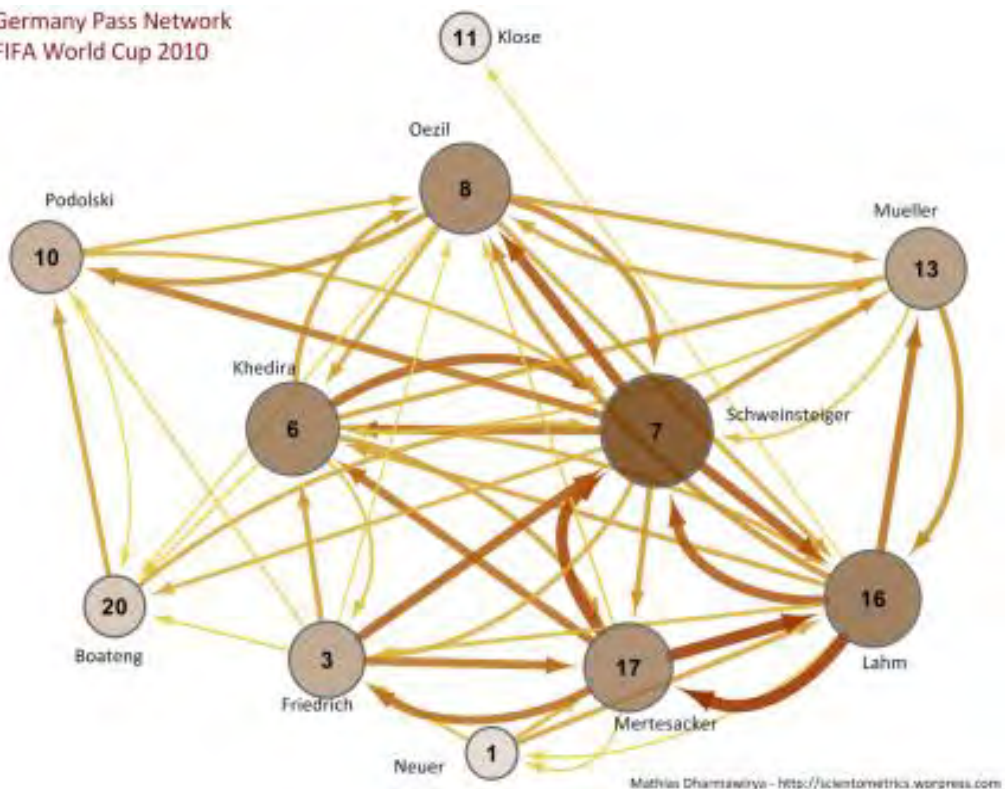 Germany Pass Network
FIFA World Cup 2010
11 Klose
Oezil
8
Podolski
10
Mueller
13
Khedira
6
7 Schweinsteiger
20
Boateng
3
Friedrich
17
Mertesacker
16
Lahm
1
Neuer
Mathias Dharmawirya - http://scientometrics.worpress.com